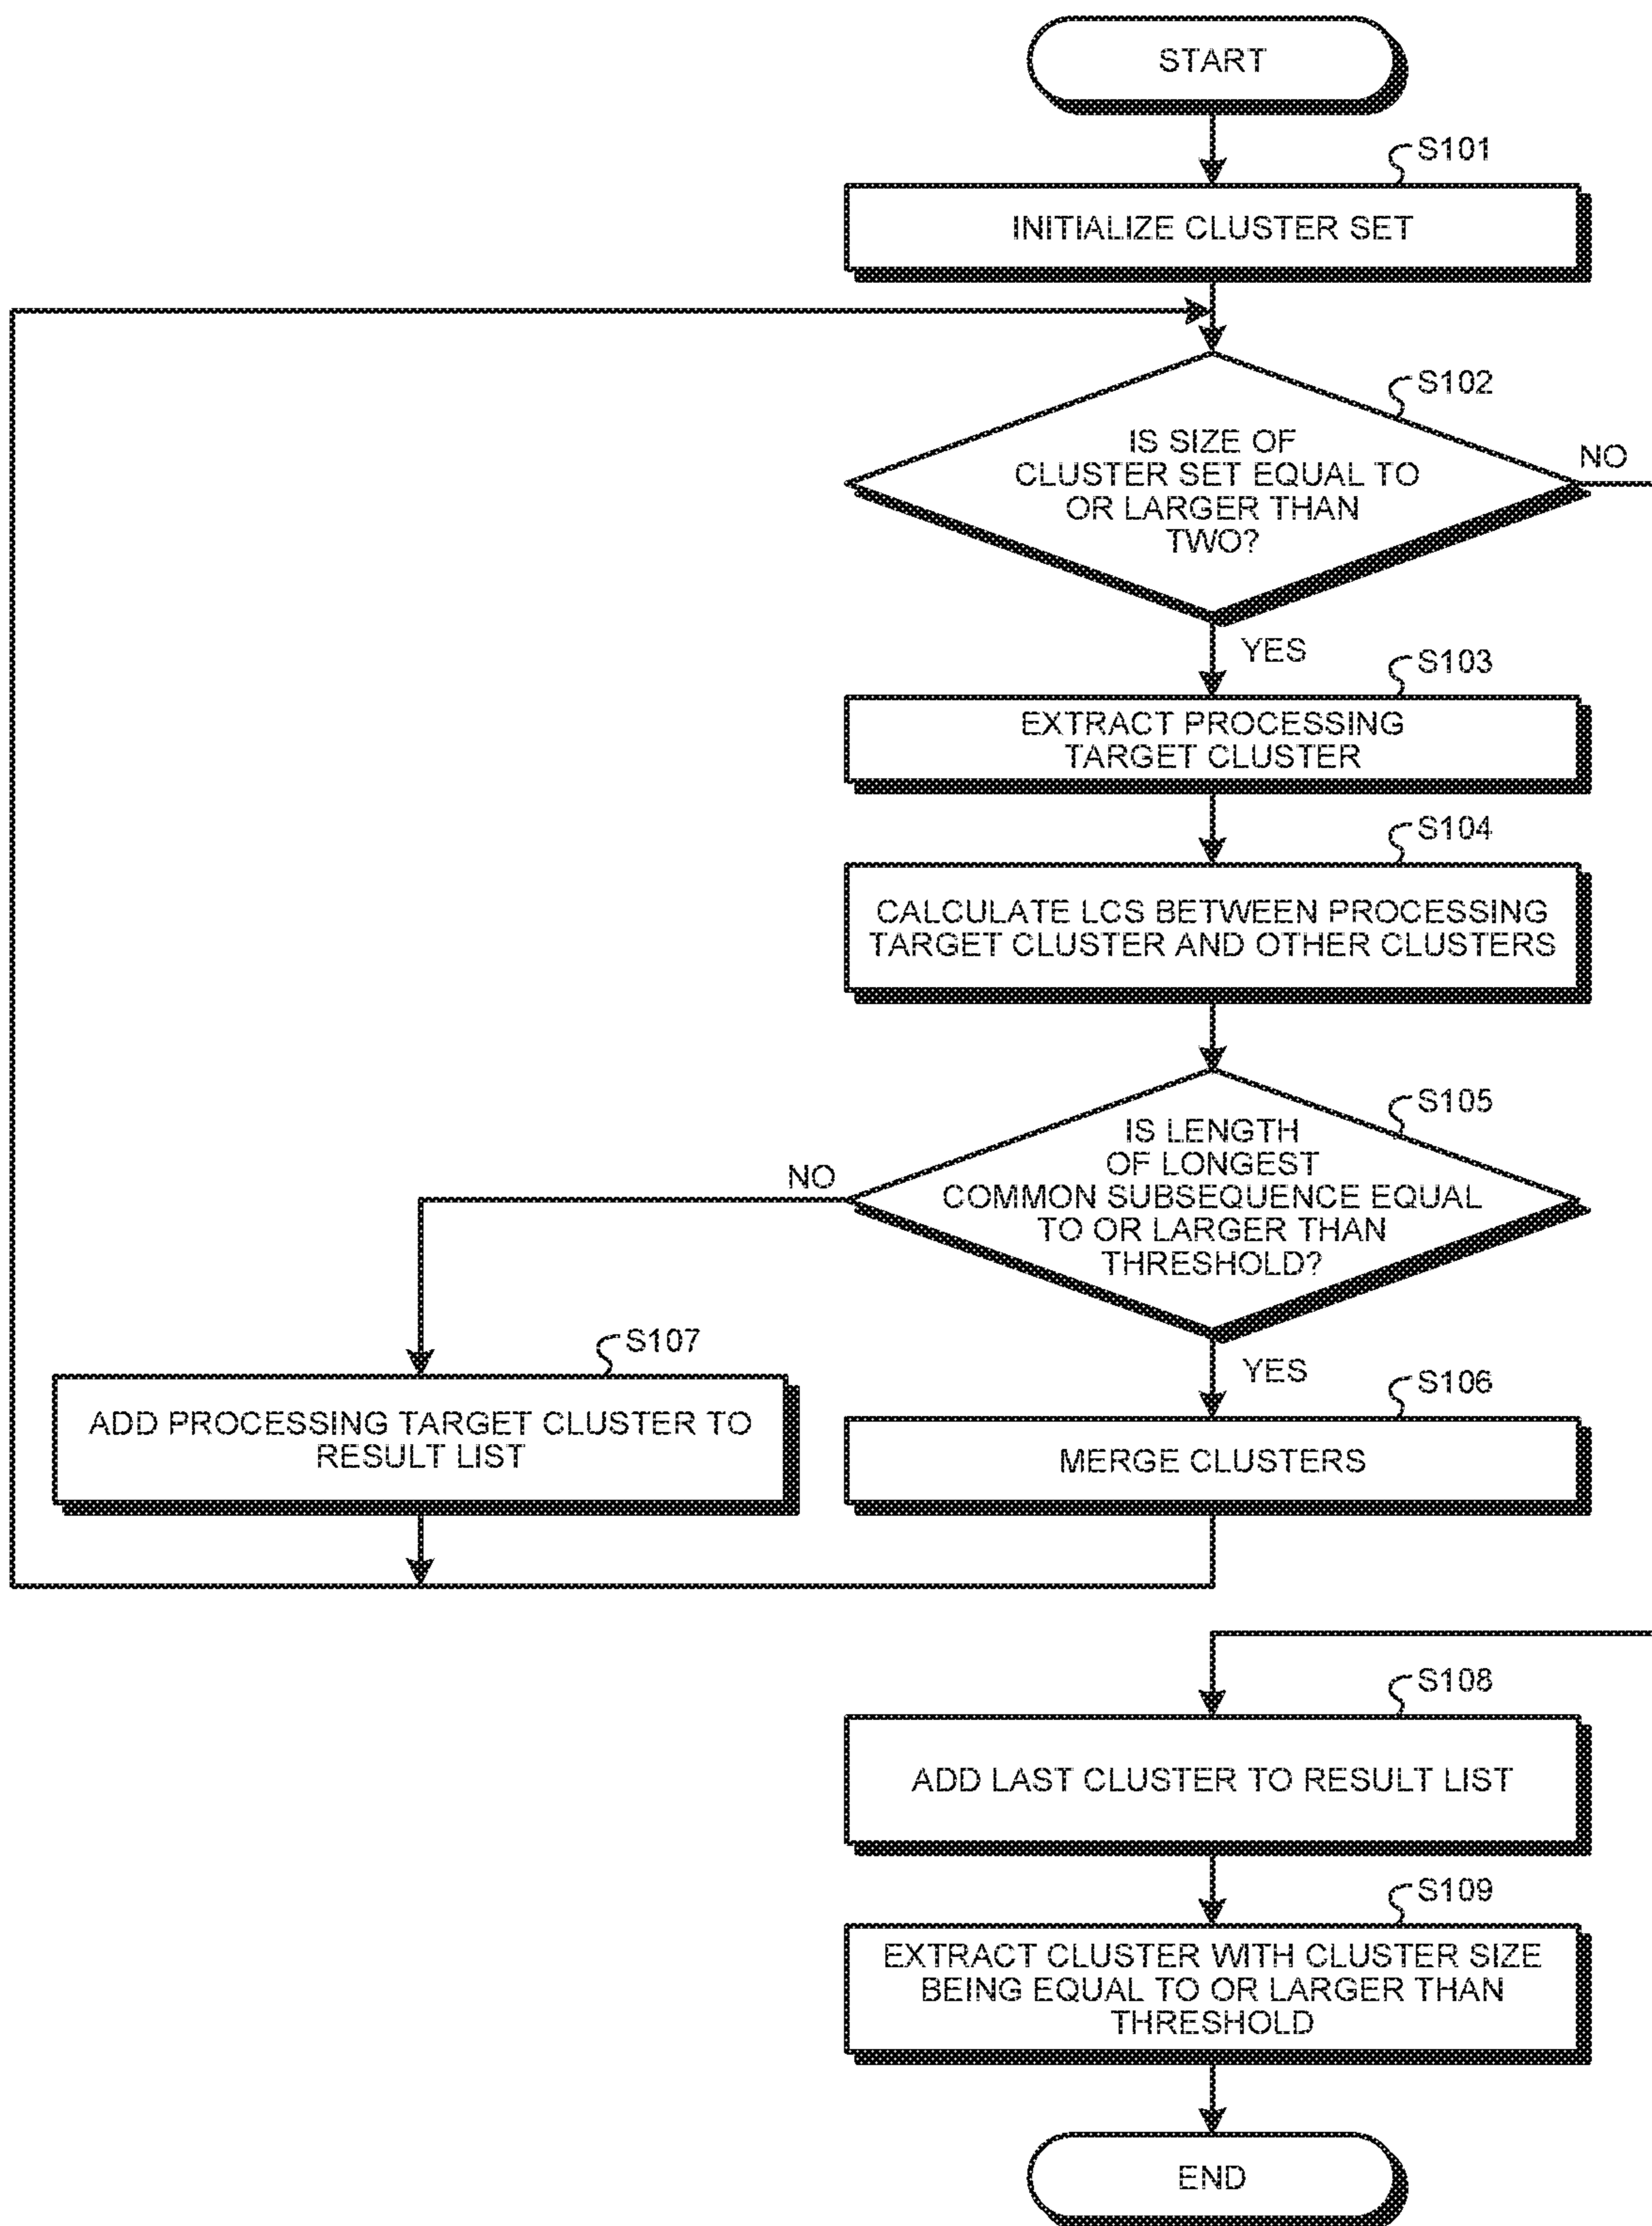 START
S101
INITIALIZE CLUSTER SET
S102
IS SIZE OF
CLUSTER SET EQUAL TO
OR LARGER THAN
TWO?
NO
YES
S103
EXTRACT PROCESSING
TARGET CLUSTER
S104
CALCULATE LCS BETWEEN PROCESSING
TARGET CLUSTER AND OTHER CLUSTERS
S105
IS LENGTH
OF LONGEST
COMMON SUBSEQUENCE EQUAL
TO OR LARGER THAN
THRESHOLD?
NO
YES
S107
ADD PROCESSING TARGET CLUSTER TO
RESULT LIST
S106
MERGE CLUSTERS
S108
ADD LAST CLUSTER TO RESULT LIST
S109
EXTRACT CLUSTER WITH CLUSTER SIZE
BEING EQUAL TO OR LARGER THAN
THRESHOLD
END